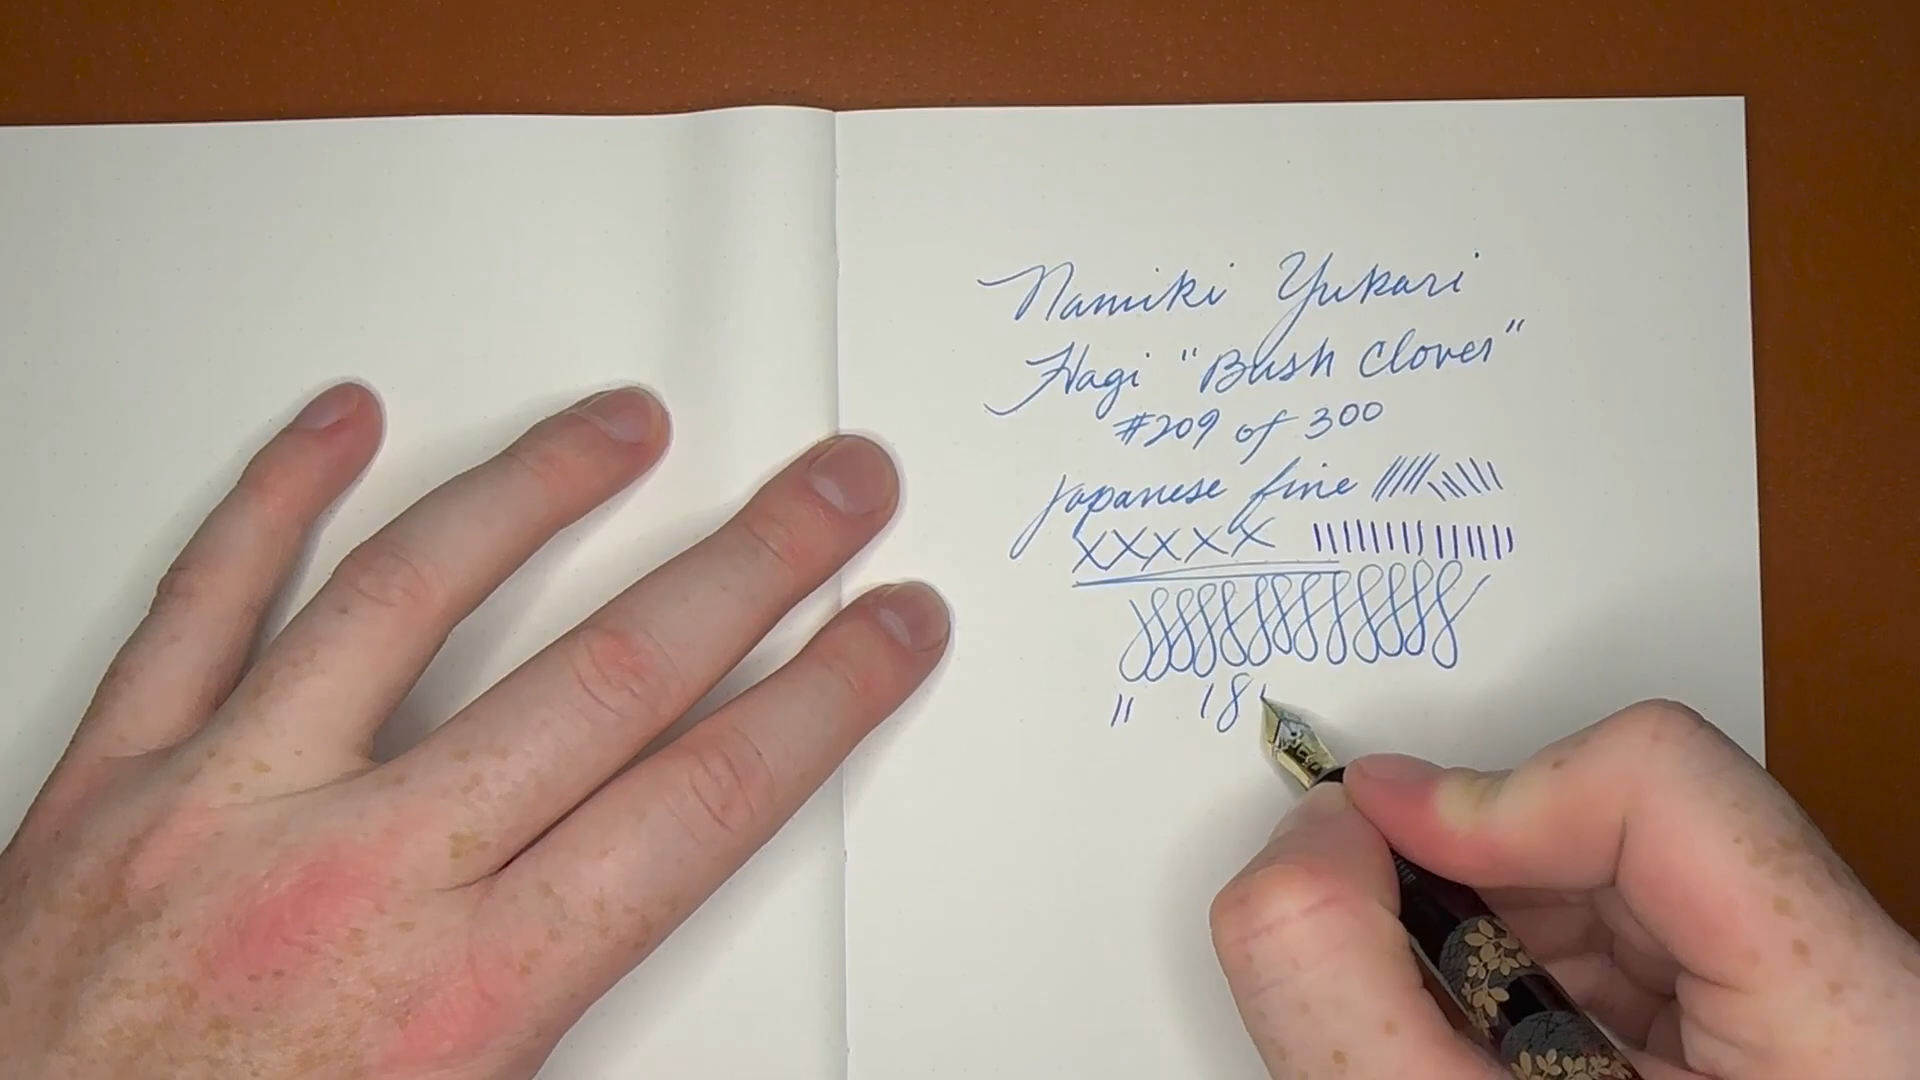 Namiki Yukari
Hagi "Bush Clover"
#209 of 300
Japanese fine
XXXXX
" 18